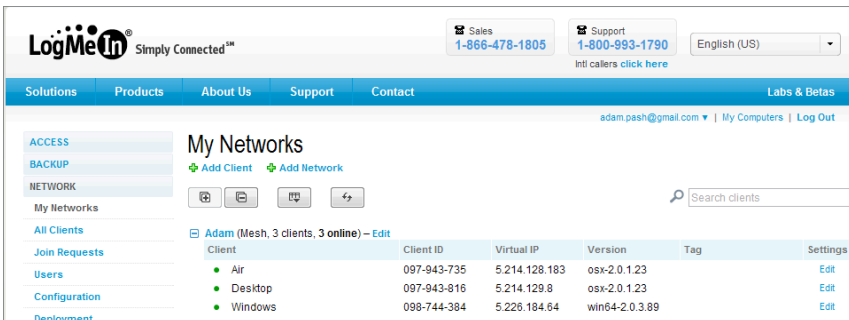 LogMeIn Simply Connected℠
Sales
1-866-478-1805
Support
1-800-993-1790
Intl callers click here
English (US)
Solutions Products About Us Support Contact Labs & Betas
adam.pash@gmail.com ▼ | My Computers | Log Out
ACCESS
BACKUP
NETWORK
My Networks
All Clients
Join Requests
Users
Configuration
Deployment
My Networks
Add Client Add Network
Search clients
Adam (Mesh, 3 clients, 3 online) – Edit
Client Client ID Virtual IP Version Tag Settings
Air 097-943-735 5.214.128.183 osx-2.0.1.23 Edit
Desktop 097-943-816 5.214.129.8 osx-2.0.1.23 Edit
Windows 098-744-384 5.226.184.64 win64-2.0.3.89 Edit